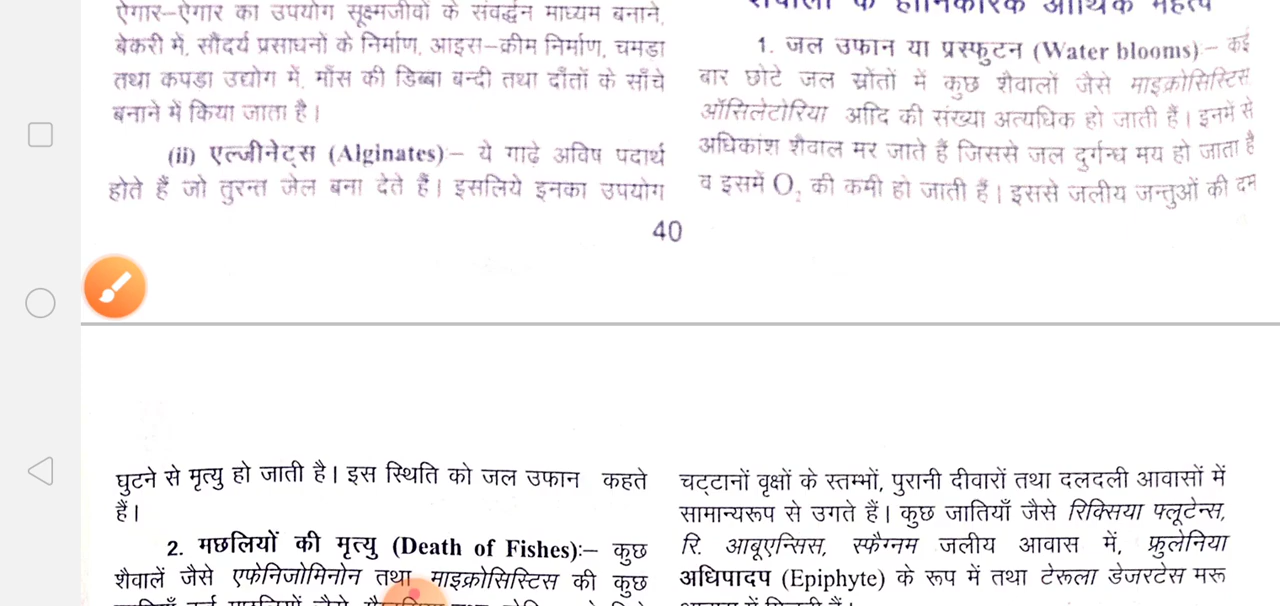 ऐगार–ऐगार का उपयोग सूक्ष्मजीवों के संवर्द्धन माध्यम बनाने,
बेकरी में, सौंदर्य प्रसाधनों के निर्माण, आइस–क्रीम निर्माण, चमड़ा
तथा कपड़ा उद्योग में, माँस की डिब्बा बन्दी तथा दाँतों के साँचे
बनाने में किया जाता है।
(ii) एल्जीनेट्स (Alginates)– ये गाढे अविष पदार्थ
होते हैं जो तुरन्त जेल बना देते हैं। इसलिये इनका उपयोग
शैवालों के हानिकारक आर्थिक महत्व
1. जल उफान या प्रस्फुटन (Water blooms)– कई
बार छोटे जल स्रोंतों में कुछ शैवालों जैसे माइक्रोसिस्टिस
ऑसिलेटोरिया आदि की संख्या अत्यधिक हो जाती हैं। इनमें से
अधिकांश शैवाल मर जाते हैं जिससे जल दुर्गन्ध मय हो जाता है
व इसमें O₂ की कमी हो जाती हैं। इससे जलीय जन्तुओं की दम
40
घुटने से मृत्यु हो जाती है। इस स्थिति को जल उफान कहते
हैं।
2. मछलियों की मृत्यु (Death of Fishes):– कुछ
शैवालें जैसे एफेनिजोमिनोन तथा माइक्रोसिस्टिस की कुछ
चट्टानों वृक्षों के स्तम्भों, पुरानी दीवारों तथा दलदली आवासों में
सामान्यरूप से उगते हैं। कुछ जातियाँ जैसे रिक्सिया फ्लूटेन्स,
रि. आबूएन्सिस, स्फैग्नम जलीय आवास में, फ्रुलेनिया
अधिपादप (Epiphyte) के रूप में तथा टेरूला डेजरटेस मरू